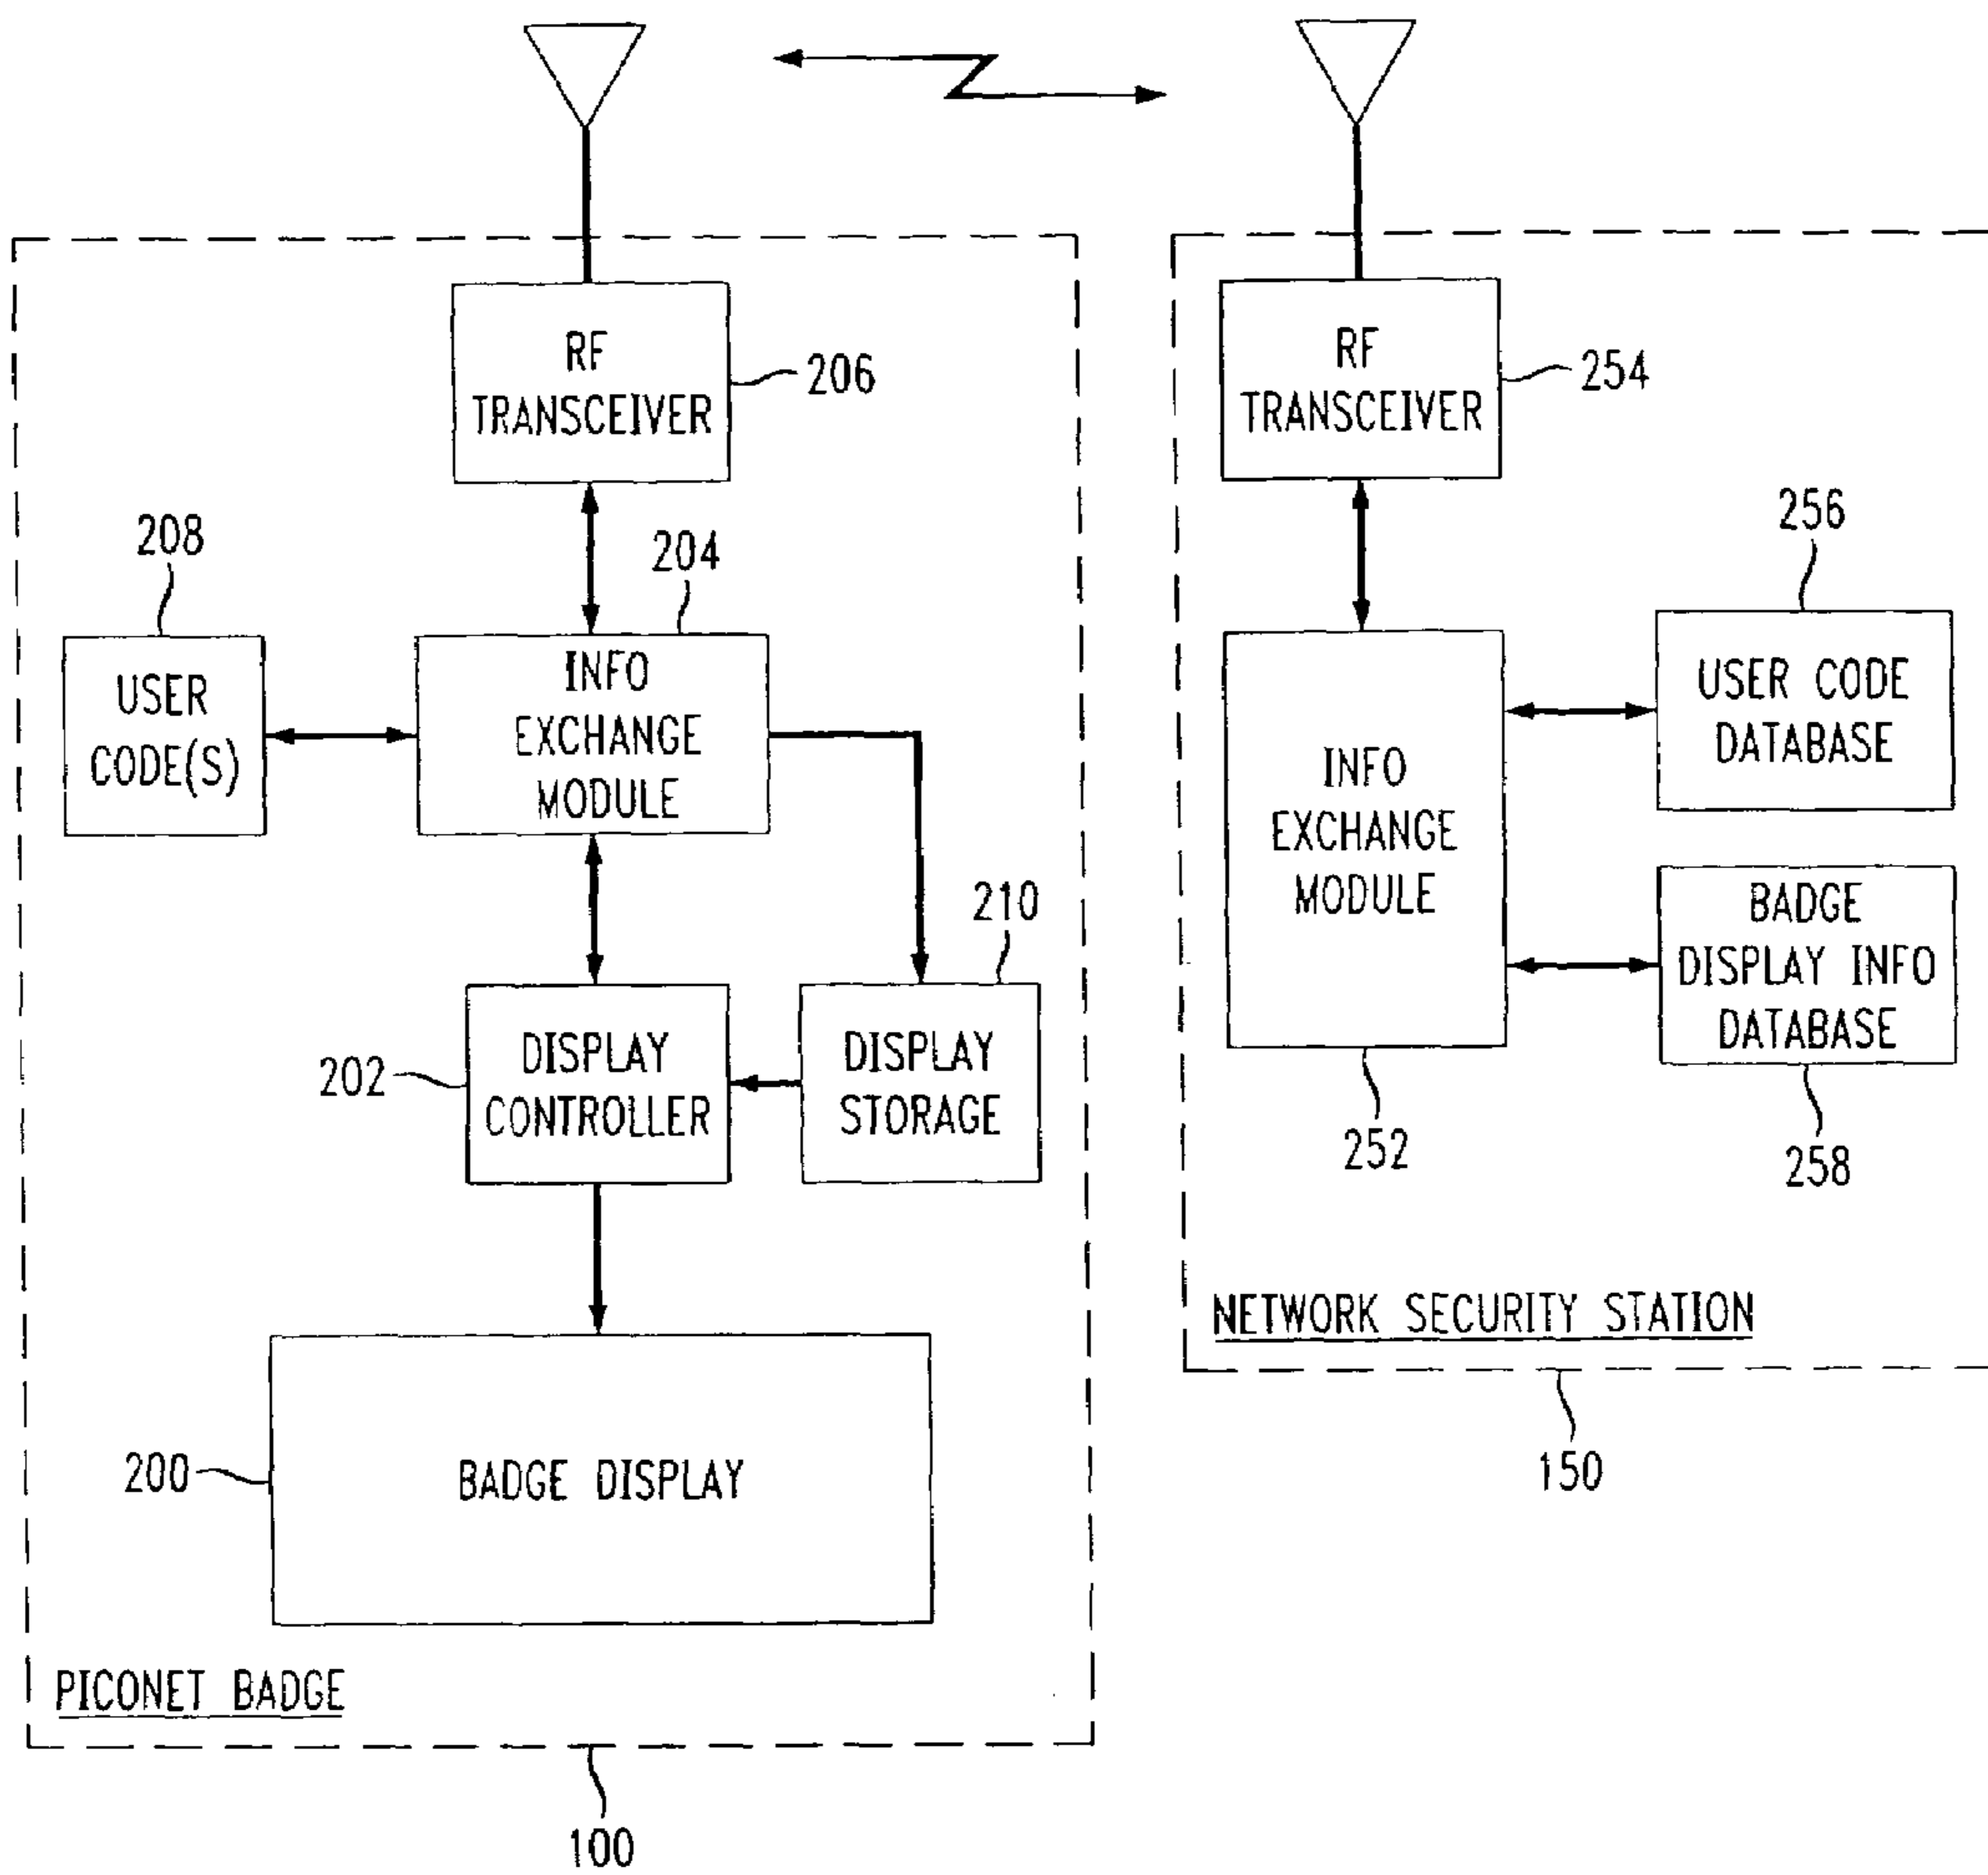 RF
TRANSCEIVER
206
208
204
USER
CODE(S)
INFO
EXCHANGE
MODULE
210
202
DISPLAY
CONTROLLER
DISPLAY
STORAGE
200
BADGE DISPLAY
PICONET BADGE
100
RF
TRANSCEIVER
254
256
INFO
EXCHANGE
MODULE
USER CODE
DATABASE
BADGE
DISPLAY INFO
DATABASE
252
258
NETWORK SECURITY STATION
150